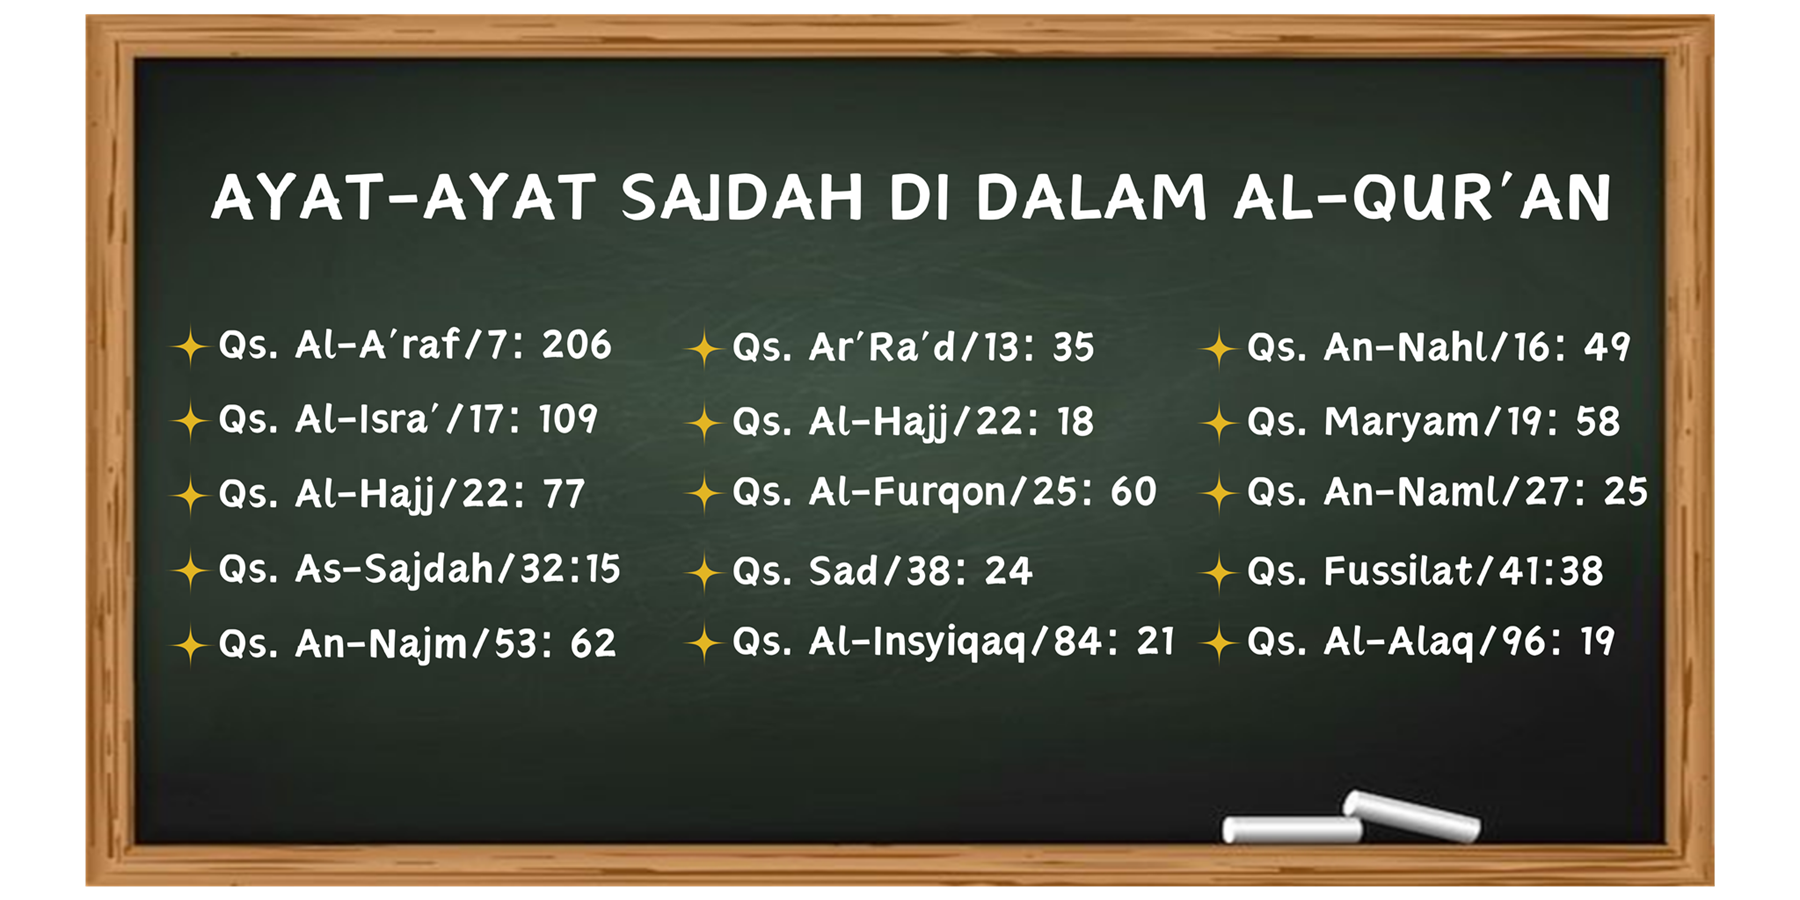 AYAT-AYAT SAJDAH DI DALAM AL-QUR'AN
Qs. Al-A'raf/7: 206
Qs. Ar'Ra'd/13: 35
Qs. An-Nahl/16: 49
Qs. Al-Isra'/17: 109
Qs. Al-Hajj/22: 18
Qs. Maryam/19: 58
Qs. Al-Hajj/22: 77
Qs. Al-Furqon/25: 60
Qs. An-Naml/27: 25
Qs. As-Sajdah/32:15
Qs. Sad/38: 24
Qs. Fussilat/41:38
Qs. An-Najm/53: 62
Qs. Al-Insyiqaq/84: 21
Qs. Al-Alaq/96: 19